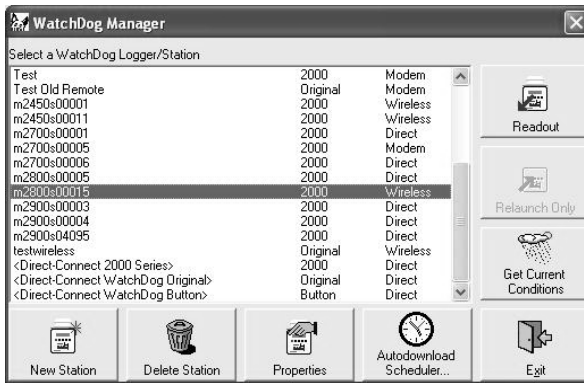 WatchDog Manager
Select a WatchDog Logger/Station
Test 2000 Modem
Test Old Remote Original Modem
m2450s00001 2000 Wireless
m2450s00011 2000 Wireless
m2700s00001 2000 Direct
m2700s00005 2000 Modem
m2700s00006 2000 Direct
m2800s00005 2000 Direct
m2800s00015 2000 Wireless
m2900s00003 2000 Direct
m2900s00004 2000 Direct
m2900s04095 2000 Direct
testwireless Original Wireless
<Direct-Connect 2000 Series> 2000 Direct
<Direct-Connect WatchDog Original> Original Direct
<Direct-Connect WatchDog Button> Button Direct
Readout
Relaunch Only
Get Current
Conditions
New Station
Delete Station
Properties
Autodownload
Scheduler...
Exit